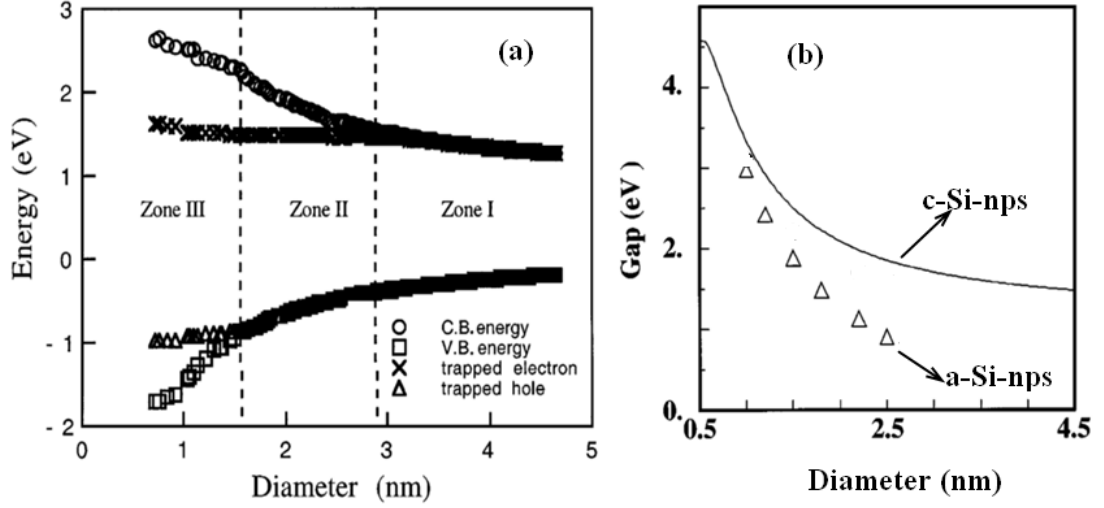 3
2
1
0
- 1
- 2
Energy (eV)
(a)
Zone III
Zone II
Zone I
C.B. energy
V.B. energy
trapped electron
trapped hole
0
1
2
3
4
5
Diameter (nm)
4.
2.
0.
Gap (eV)
(b)
c-Si-nps
a-Si-nps
0.5
2.5
4.5
Diameter (nm)